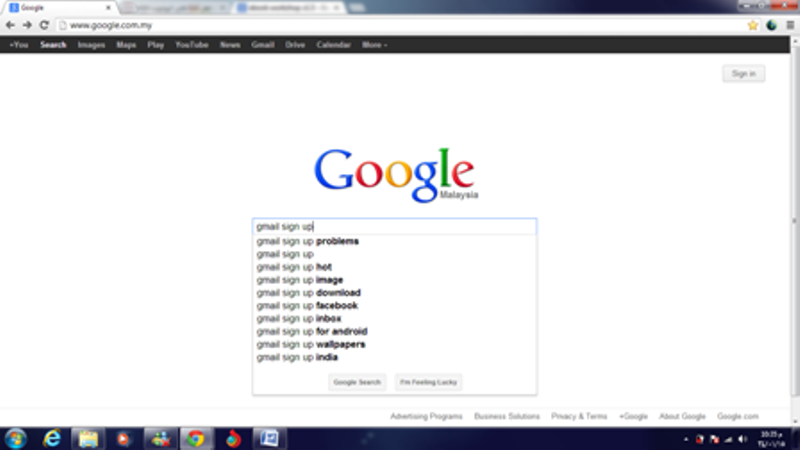 Google
www.google.com.my
+You Search Images Maps Play YouTube News Gmail Drive Calendar More
Sign in
Google
Malaysia
gmail sign up
gmail sign up problems
gmail sign up
gmail sign up hot
gmail sign up image
gmail sign up download
gmail sign up facebook
gmail sign up inbox
gmail sign up for android
gmail sign up wallpapers
gmail sign up india
Google Search I'm Feeling Lucky
Advertising Programs Business Solutions Privacy & Terms +Google About Google Google.com